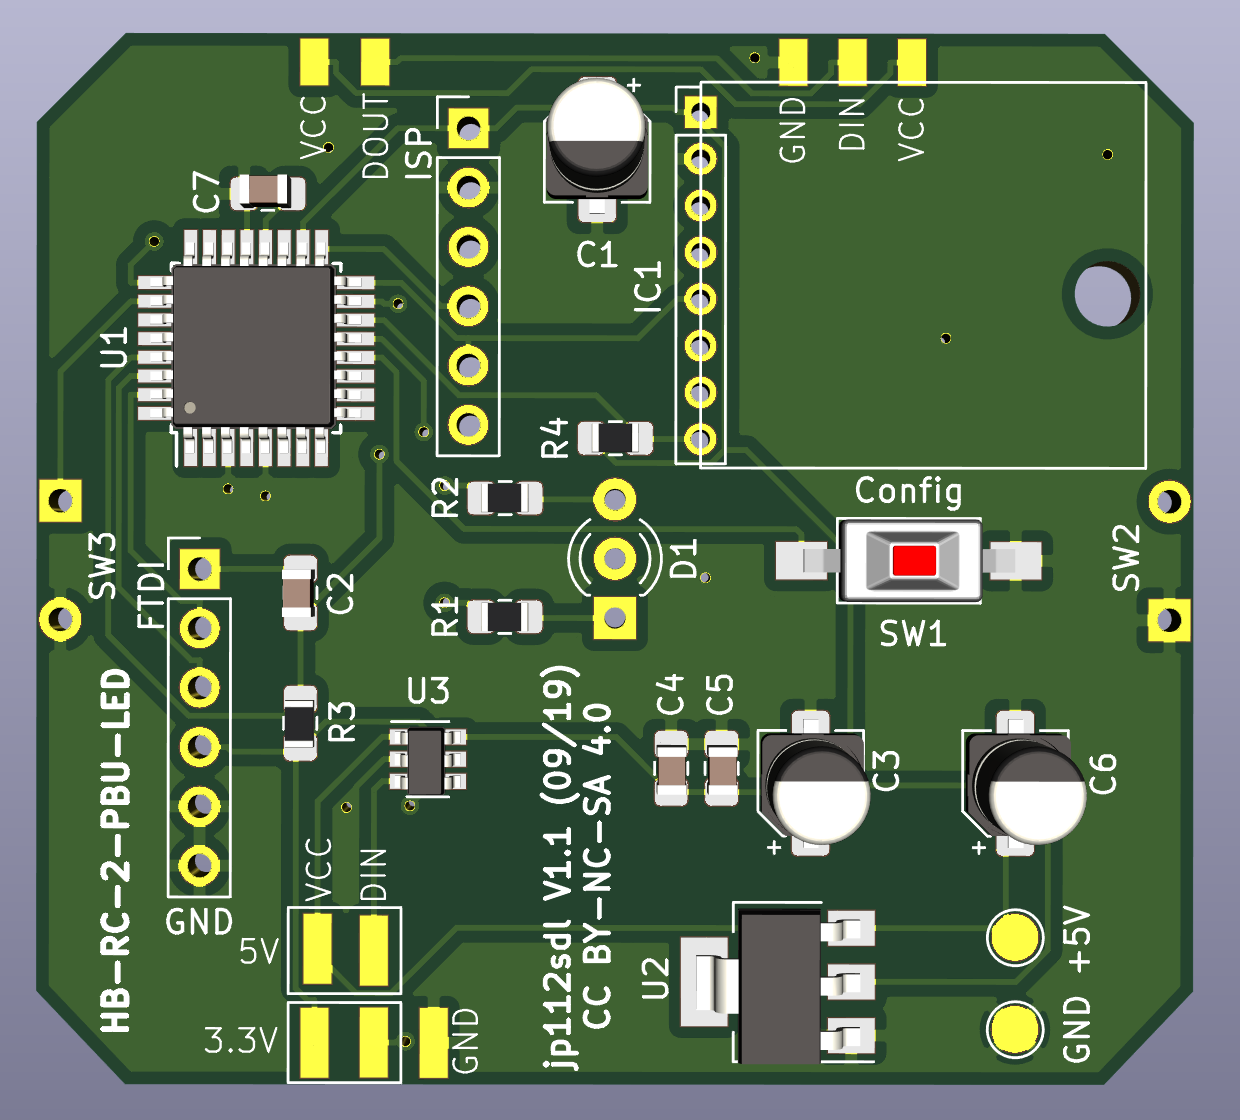 VCC
DOUT
GND
DIN
VCC
ISP
+
C7
C1
IC1
U1
R4
Config
R2
SW3
FTDI
C2
D1
SW2
R1
SW1
U3
R3
C4
C5
C3
C6
+
+
HB-RC-2-PBU-LED
jp112sdl V1.1 (09/19)
CC BY-NC-SA 4.0
VCC
DIN
GND
5V
U2
+5V
3.3V
GND
GND